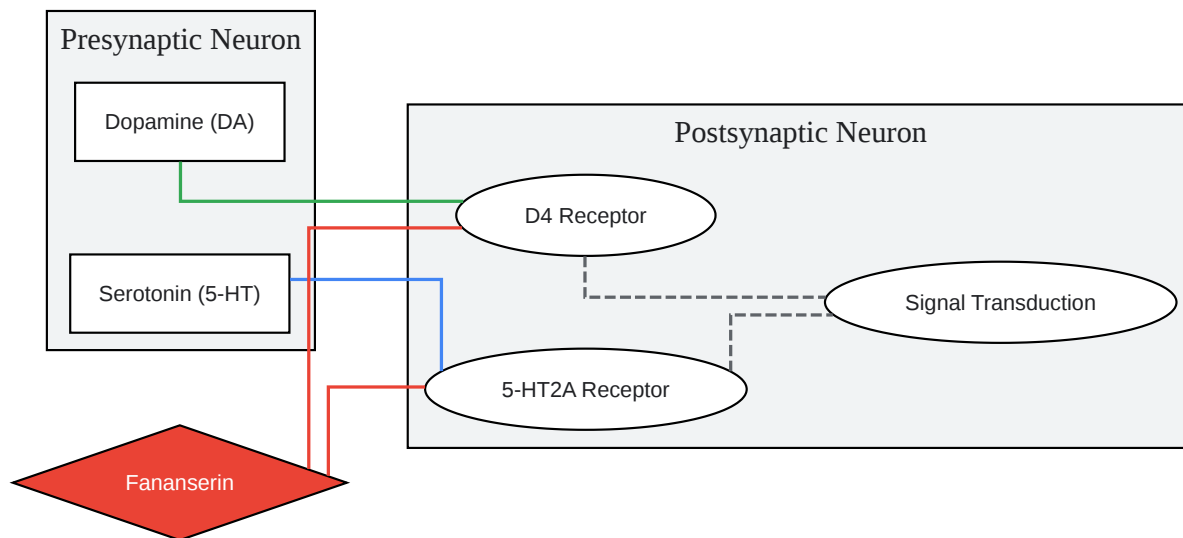 Presynaptic Neuron
Dopamine (DA)
Serotonin (5-HT)
Postsynaptic Neuron
D4 Receptor
Signal Transduction
5-HT2A Receptor
Fananserin